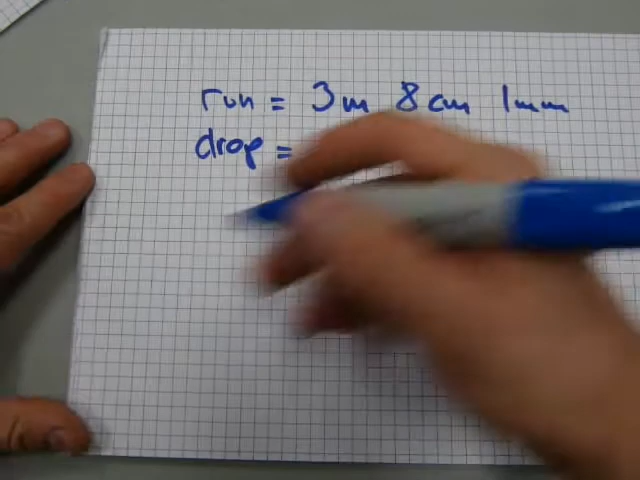 run = 3m 8cm 1mm
drop =